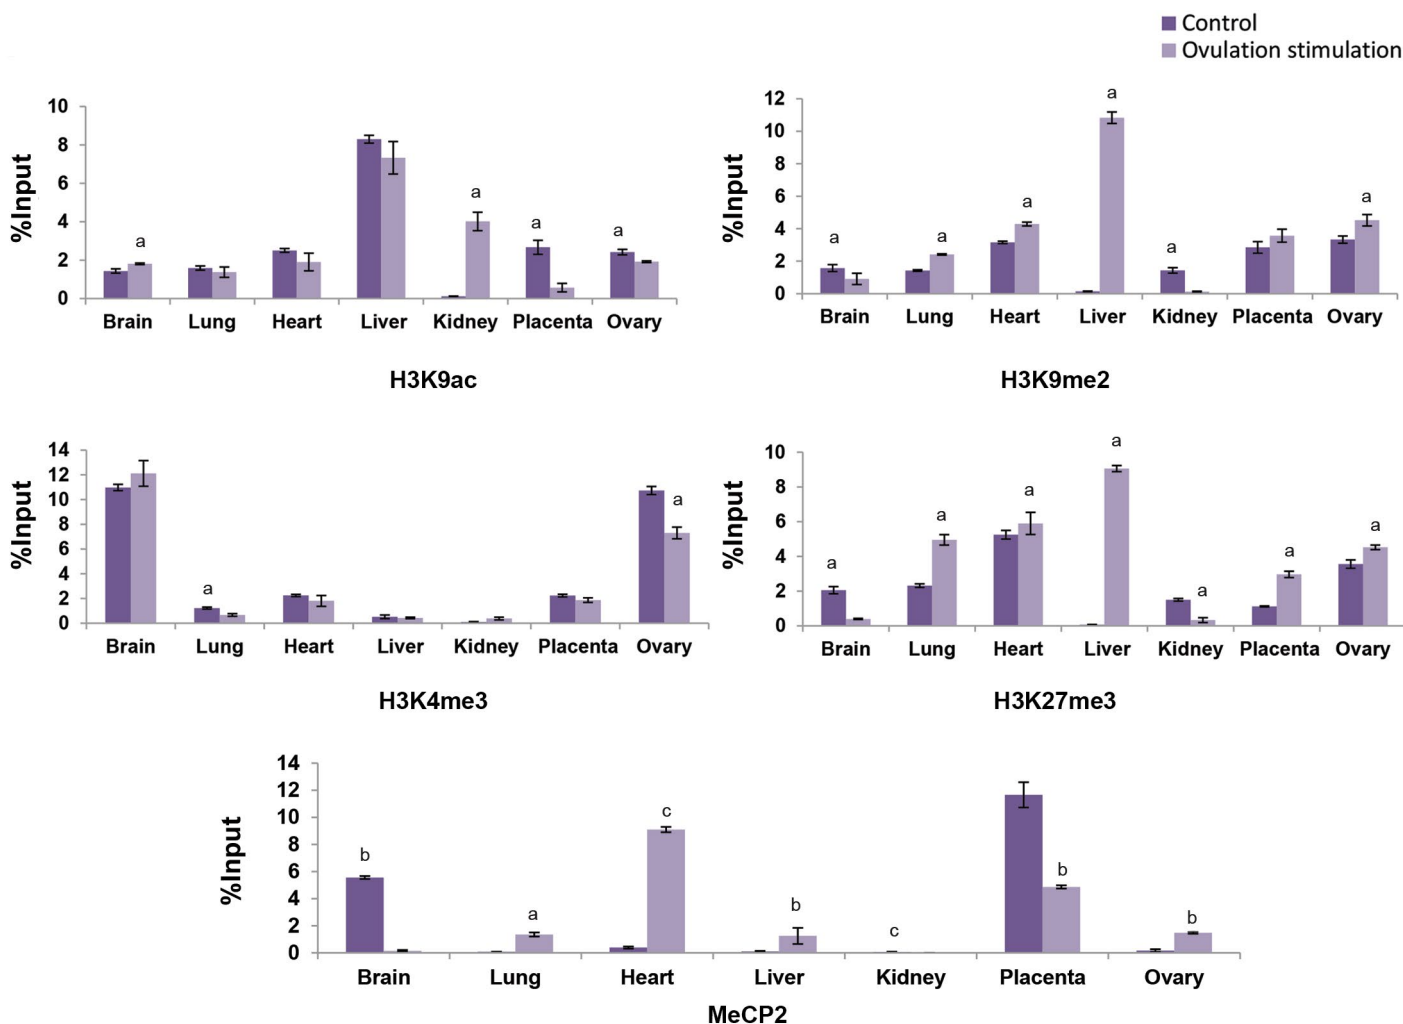 Control
Ovulation stimulation
%Input
10
8
6
4
2
0
a
a
a
a
Brain Lung Heart Liver Kidney Placenta Ovary
H3K9ac
%Input
12
10
8
6
4
2
0
a
a
a
a
a
a
Brain Lung Heart Liver Kidney Placenta Ovary
H3K9me2
%Input
14
12
10
8
6
4
2
0
a
a
Brain Lung Heart Liver Kidney Placenta Ovary
H3K4me3
%Input
10
8
6
4
2
0
a
a
a
a
a
a
a
Brain Lung Heart Liver Kidney Placenta Ovary
H3K27me3
%Input
14
12
10
8
6
4
2
0
b
a
c
b
c
b
b
Brain Lung Heart Liver Kidney Placenta Ovary
MeCP2